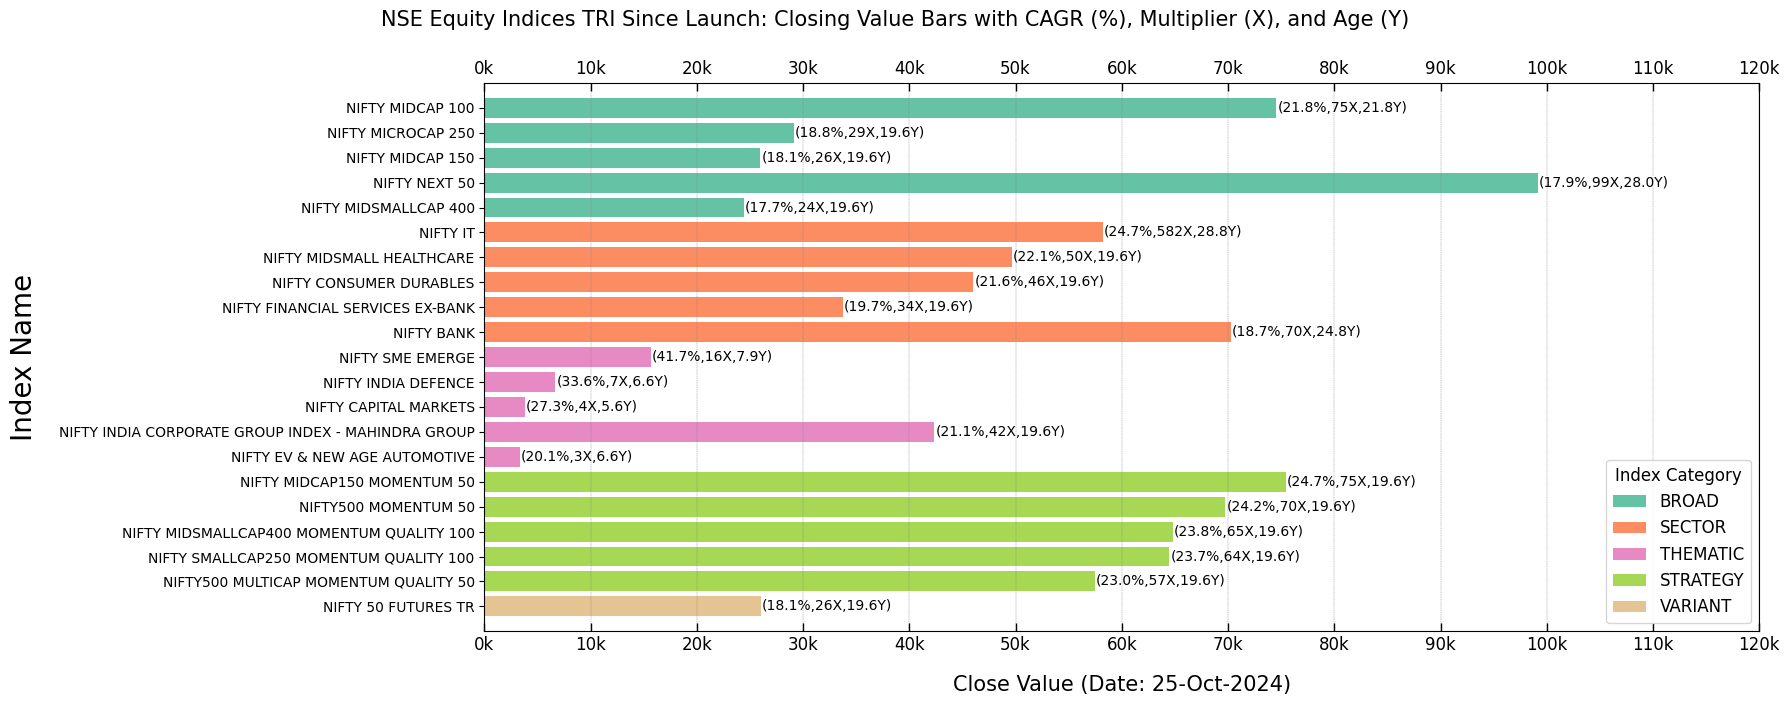 NSE Equity Indices TRI Since Launch: Closing Value Bars with CAGR (%), Multiplier (X), and Age (Y)
0k 10k 20k 30k 40k 50k 60k 70k 80k 90k 100k 110k 120k
Index Name
NIFTY MIDCAP 100 (21.8%,75X,21.8Y)
NIFTY MICROCAP 250 (18.8%,29X,19.6Y)
NIFTY MIDCAP 150 (18.1%,26X,19.6Y)
NIFTY NEXT 50 (17.9%,99X,28.0Y)
NIFTY MIDSMALLCAP 400 (17.7%,24X,19.6Y)
NIFTY IT (24.7%,582X,28.8Y)
NIFTY MIDSMALL HEALTHCARE (22.1%,50X,19.6Y)
NIFTY CONSUMER DURABLES (21.6%,46X,19.6Y)
NIFTY FINANCIAL SERVICES EX-BANK (19.7%,34X,19.6Y)
NIFTY BANK (18.7%,70X,24.8Y)
NIFTY SME EMERGE (41.7%,16X,7.9Y)
NIFTY INDIA DEFENCE (33.6%,7X,6.6Y)
NIFTY CAPITAL MARKETS (27.3%,4X,5.6Y)
NIFTY INDIA CORPORATE GROUP INDEX - MAHINDRA GROUP (21.1%,42X,19.6Y)
NIFTY EV & NEW AGE AUTOMOTIVE (20.1%,3X,6.6Y)
NIFTY MIDCAP150 MOMENTUM 50 (24.7%,75X,19.6Y)
NIFTY500 MOMENTUM 50 (24.2%,70X,19.6Y)
NIFTY MIDSMALLCAP400 MOMENTUM QUALITY 100 (23.8%,65X,19.6Y)
NIFTY SMALLCAP250 MOMENTUM QUALITY 100 (23.7%,64X,19.6Y)
NIFTY500 MULTICAP MOMENTUM QUALITY 50 (23.0%,57X,19.6Y)
NIFTY 50 FUTURES TR (18.1%,26X,19.6Y)
Index Category
BROAD
SECTOR
THEMATIC
STRATEGY
VARIANT
0k 10k 20k 30k 40k 50k 60k 70k 80k 90k 100k 110k 120k
Close Value (Date: 25-Oct-2024)